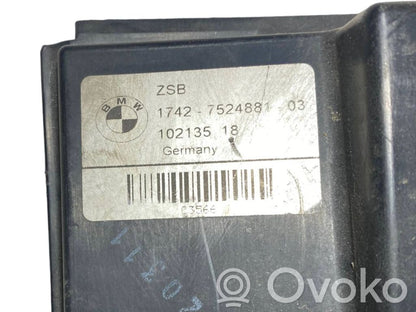 BMW
ZSB
1742 - 7524881 - 03
102135 18
Germany
OVOKO